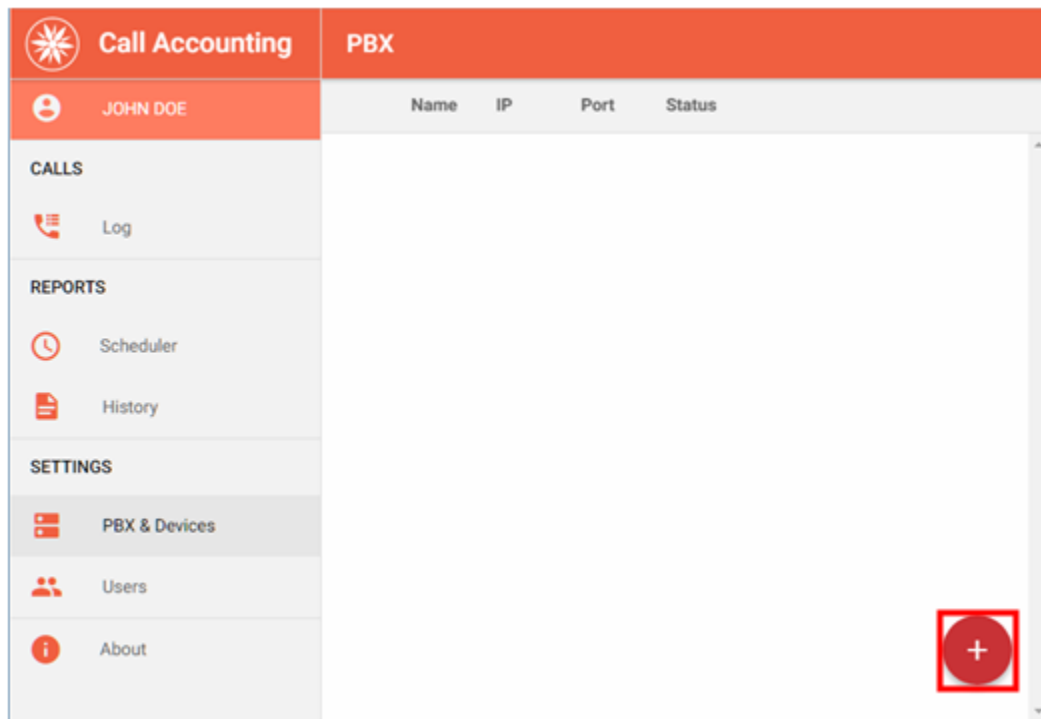 Call Accounting
PBX
JOHN DOE
Name IP Port Status
CALLS
Log
REPORTS
Scheduler
History
SETTINGS
PBX & Devices
Users
About